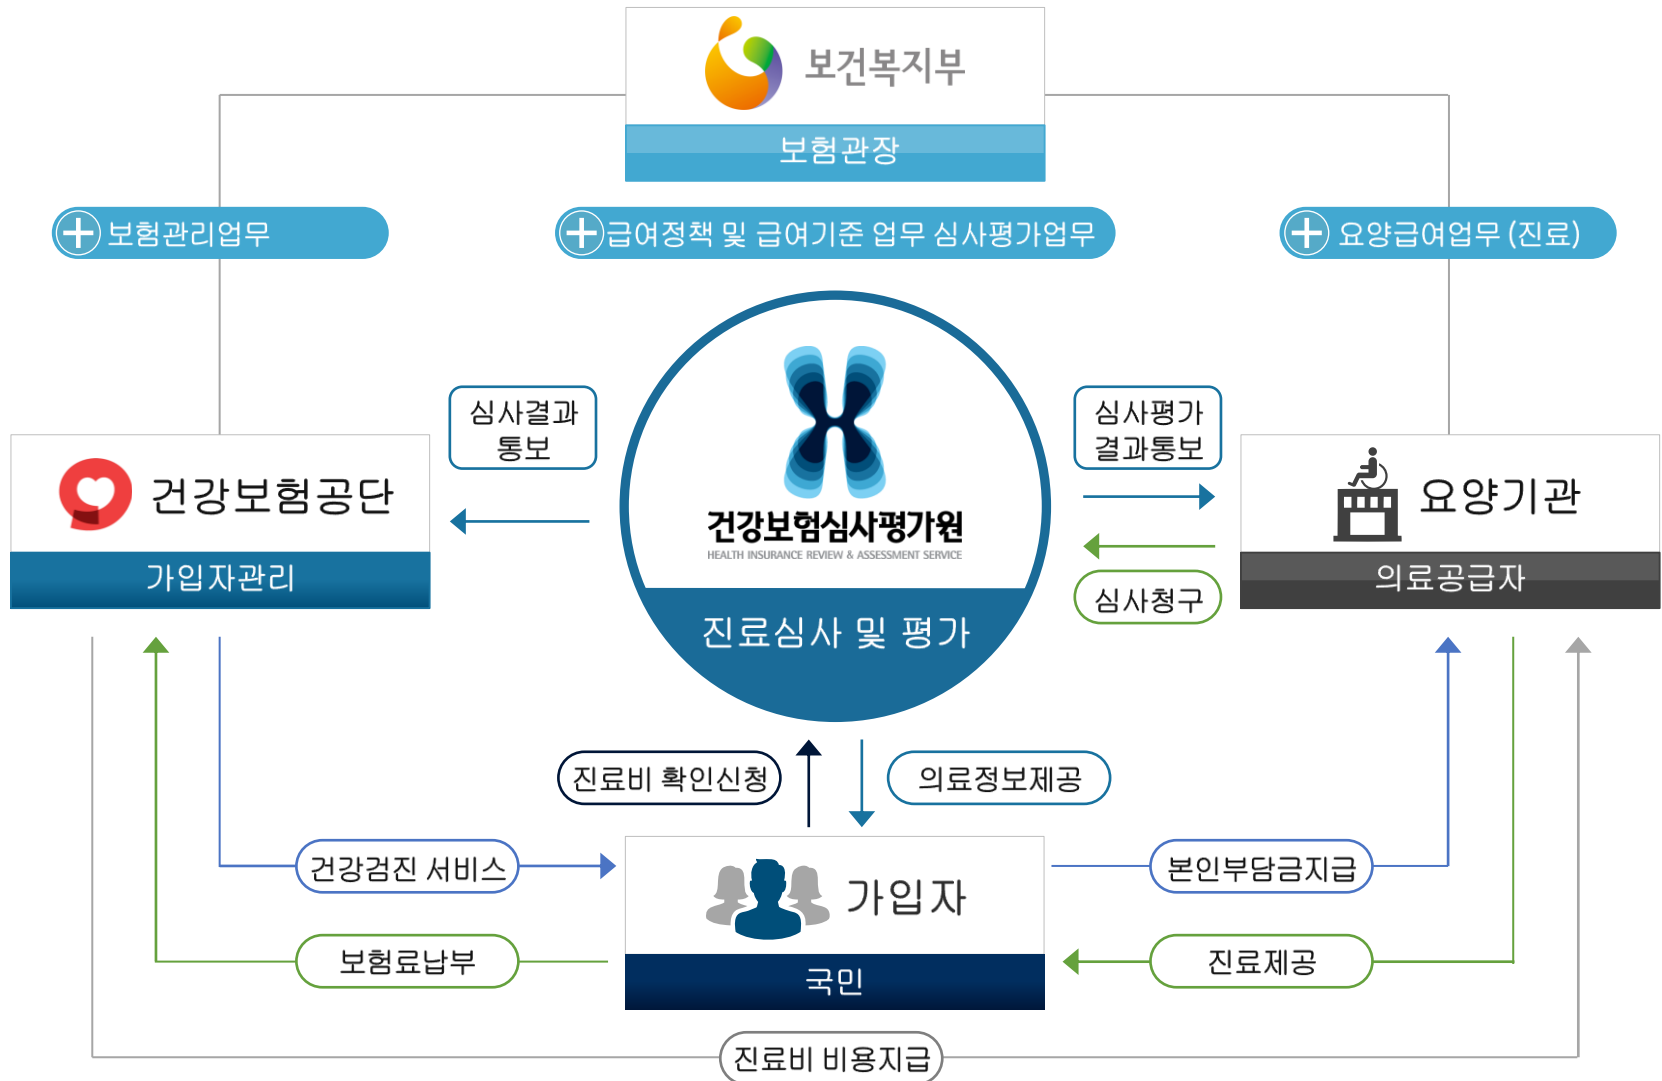 보건복지부
보험관장
보험관리업무
급여정책 및 급여기준 업무 심사평가업무
요양급여업무 (진료)
심사결과
통보
심사평가
결과통보
건강보험공단
가입자관리
건강보험심사평가원
HEALTH INSURANCE REVIEW & ASSESSMENT SERVICE
진료심사 및 평가
요양기관
의료공급자
심사청구
진료비 확인신청
의료정보제공
건강검진 서비스
가입자
본인부담금지급
보험료납부
국민
진료제공
진료비 비용지급